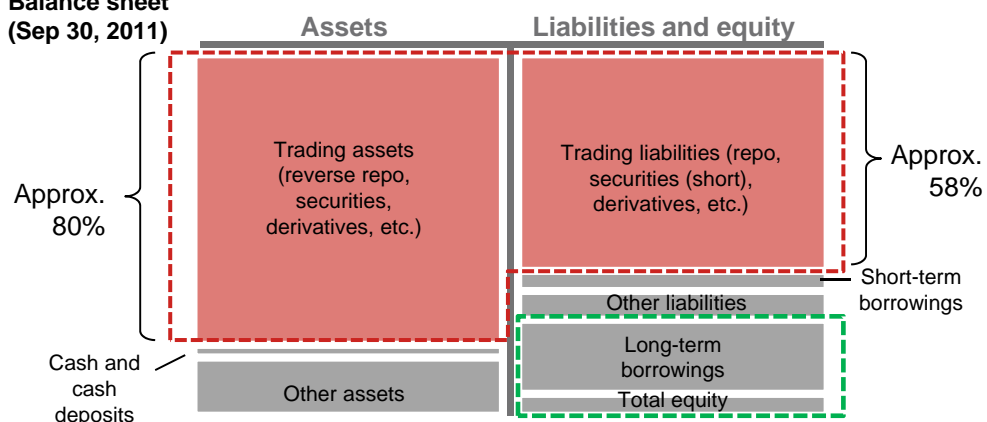 Balance sheet
(Sep 30, 2011)
Assets
Liabilities and equity
Approx.
80%
Trading assets
(reverse repo,
securities,
derivatives, etc.)
Trading liabilities (repo,
securities (short),
derivatives, etc.)
Approx.
58%
Short-term
borrowings
Other liabilities
Cash and
cash
deposits
Other assets
Long-term
borrowings
Total equity